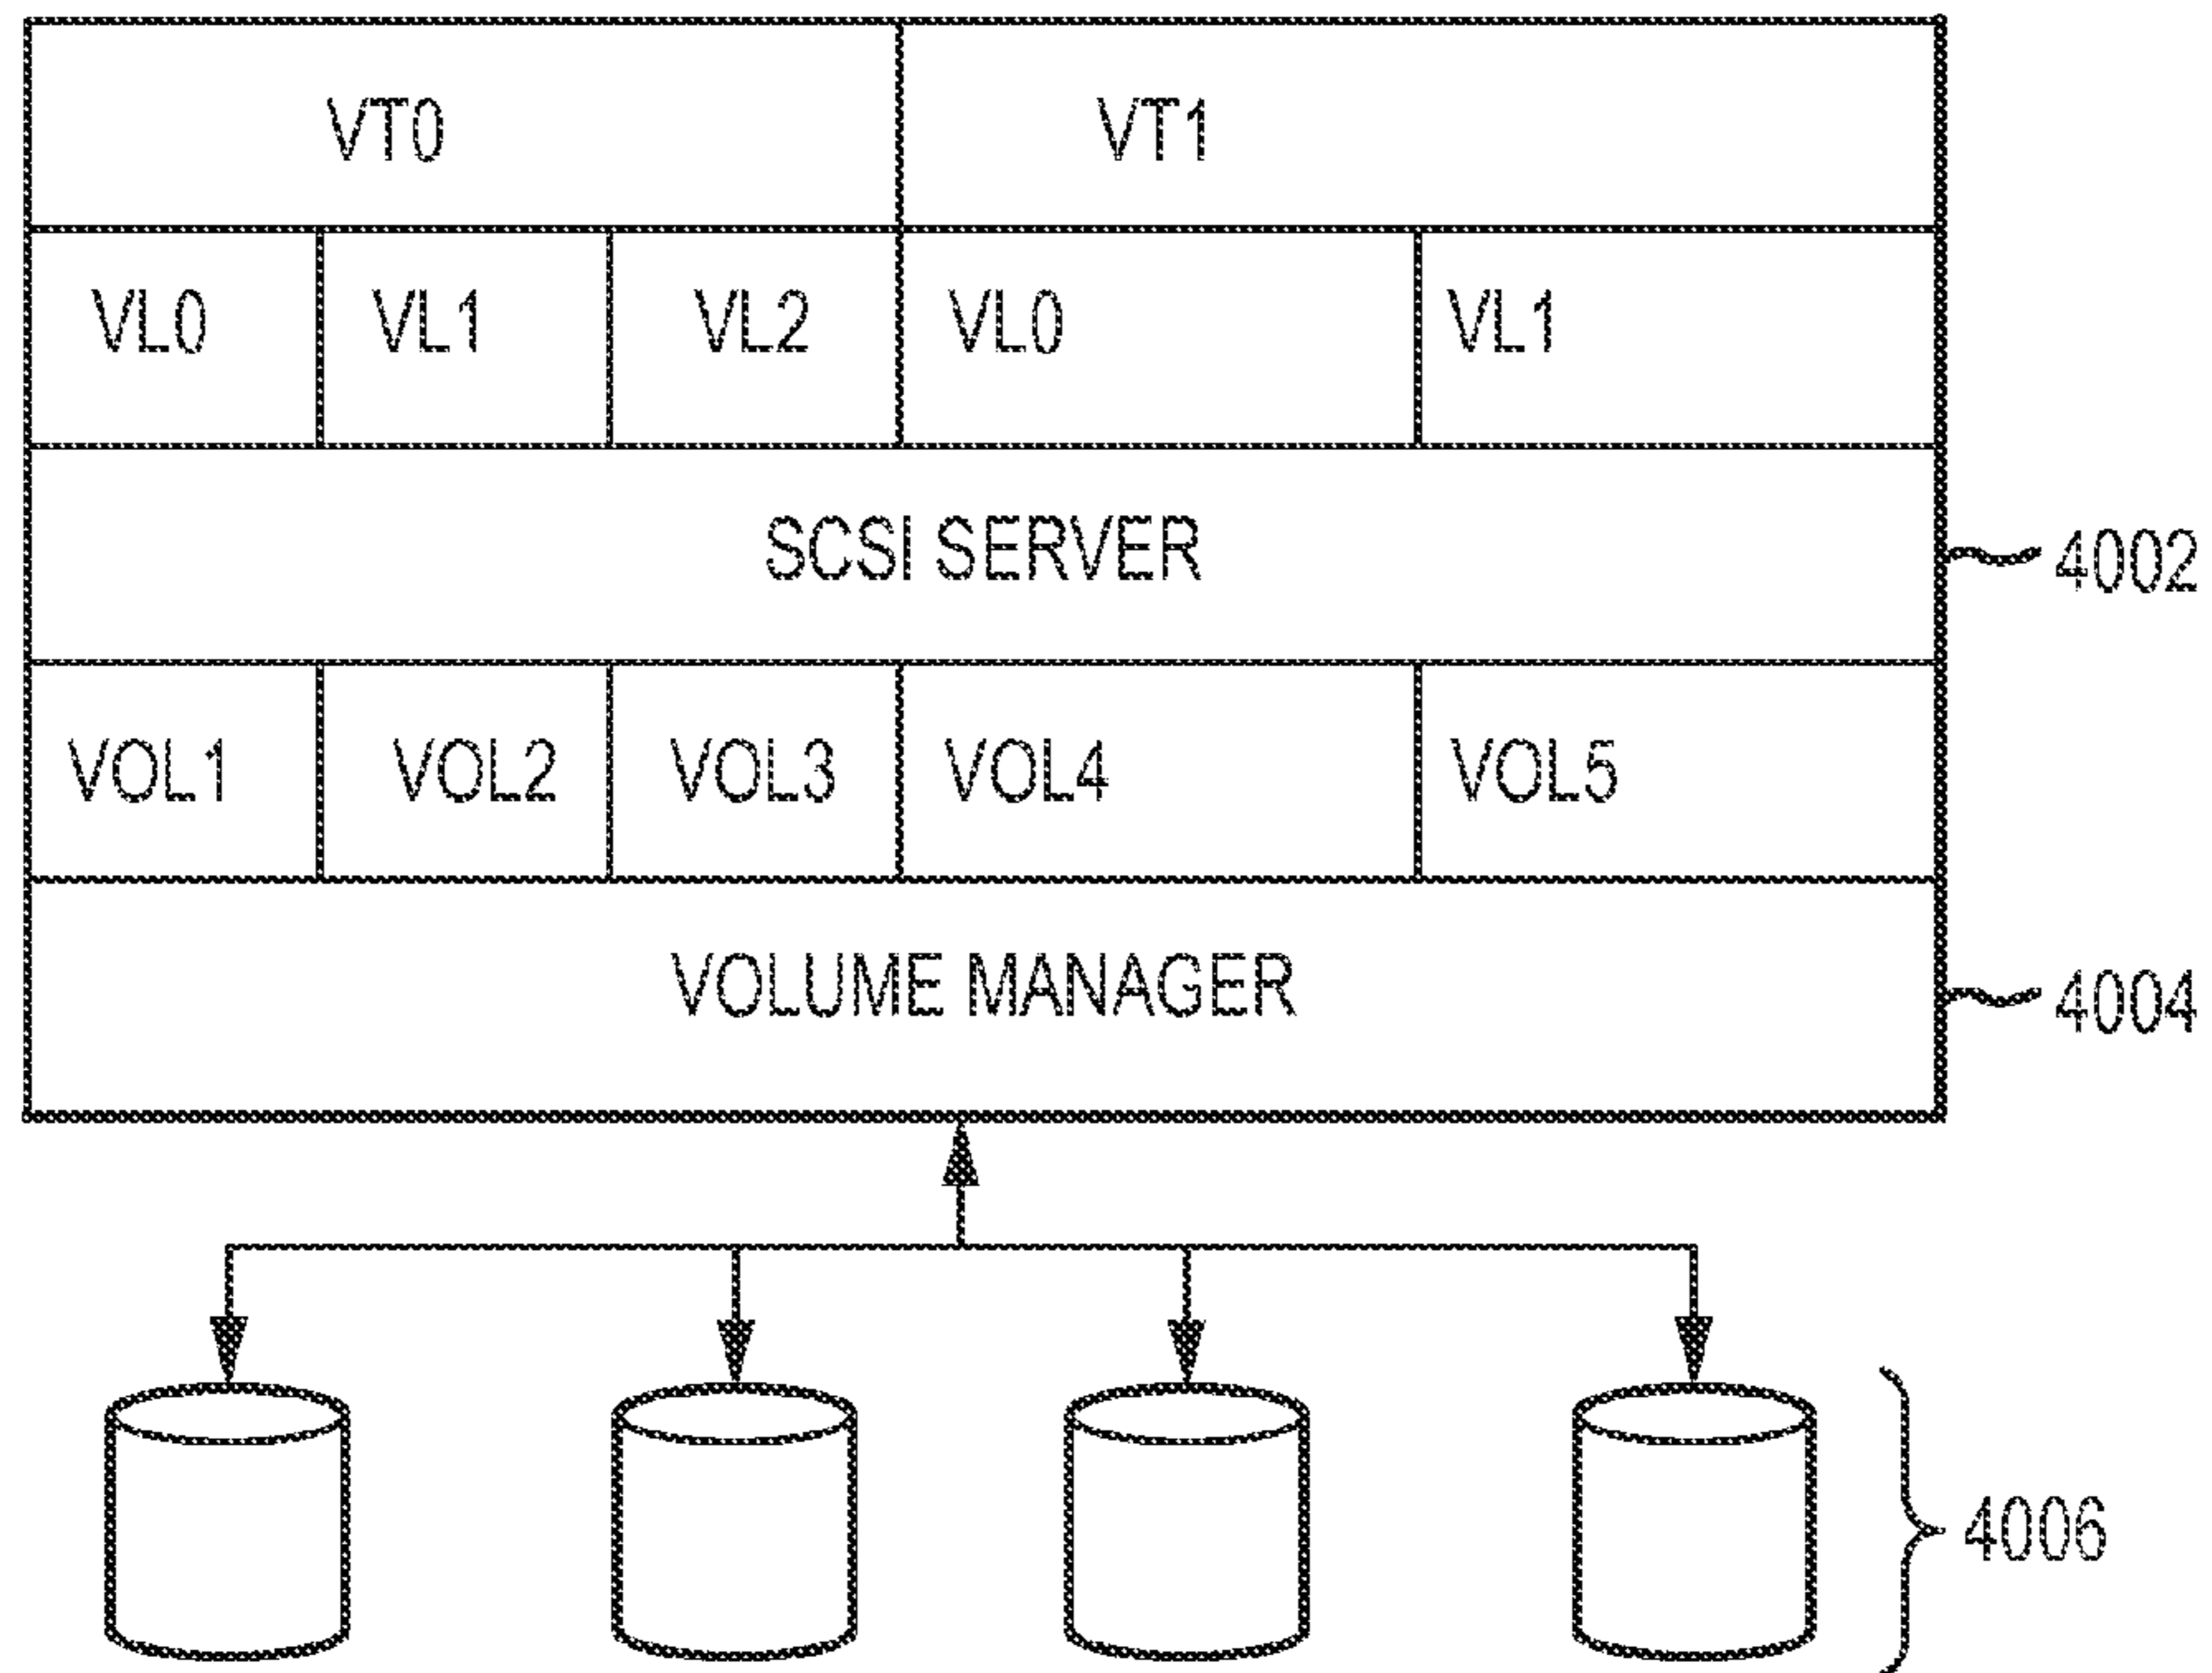 VT0 VT1
VL0 VL1 VL2 VL0 VL1
SCSI SERVER 4002
VOL1 VOL2 VOL3 VOL4 VOL5
VOLUME MANAGER 4004
4006